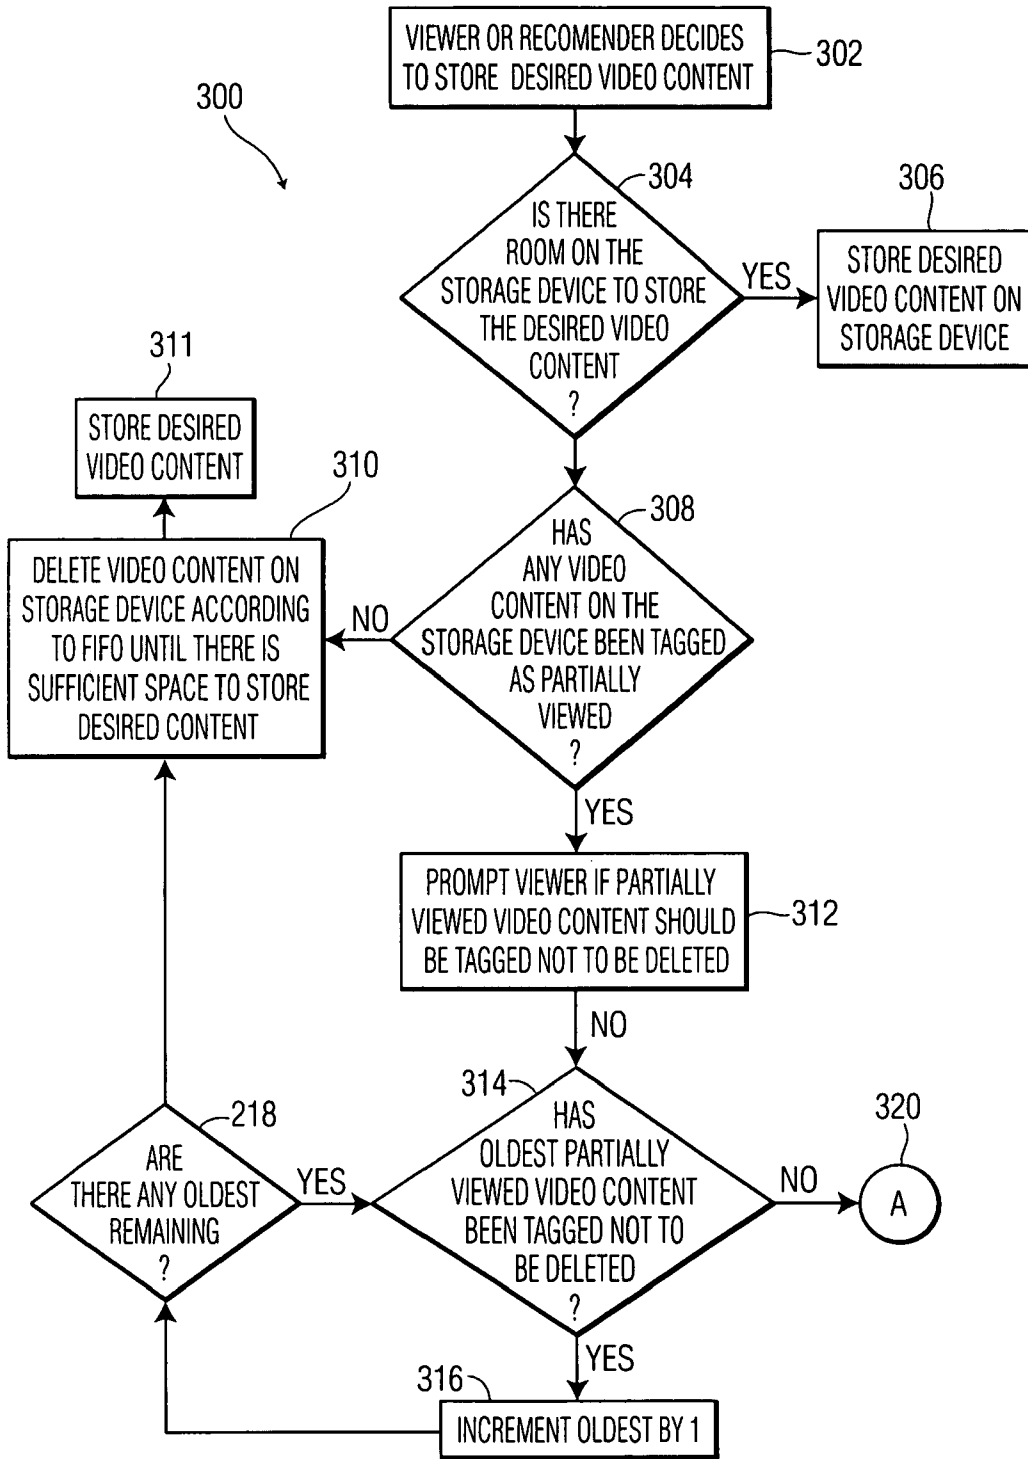 VIEWER OR RECOMENDER DECIDES
TO STORE DESIRED VIDEO CONTENT
302
300
304
IS THERE
ROOM ON THE
STORAGE DEVICE TO STORE
THE DESIRED VIDEO
CONTENT
?
YES
306
STORE DESIRED
VIDEO CONTENT ON
STORAGE DEVICE
311
STORE DESIRED
VIDEO CONTENT
310
DELETE VIDEO CONTENT ON
STORAGE DEVICE ACCORDING
TO FIFO UNTIL THERE IS
SUFFICIENT SPACE TO STORE
DESIRED CONTENT
NO
308
HAS
ANY VIDEO
CONTENT ON THE
STORAGE DEVICE BEEN TAGGED
AS PARTIALLY
VIEWED
?
YES
PROMPT VIEWER IF PARTIALLY
VIEWED VIDEO CONTENT SHOULD
BE TAGGED NOT TO BE DELETED
312
NO
314
HAS
OLDEST PARTIALLY
VIEWED VIDEO CONTENT
BEEN TAGGED NOT TO
BE DELETED
?
NO
320
A
218
ARE
THERE ANY OLDEST
REMAINING
?
YES
YES
316
INCREMENT OLDEST BY 1